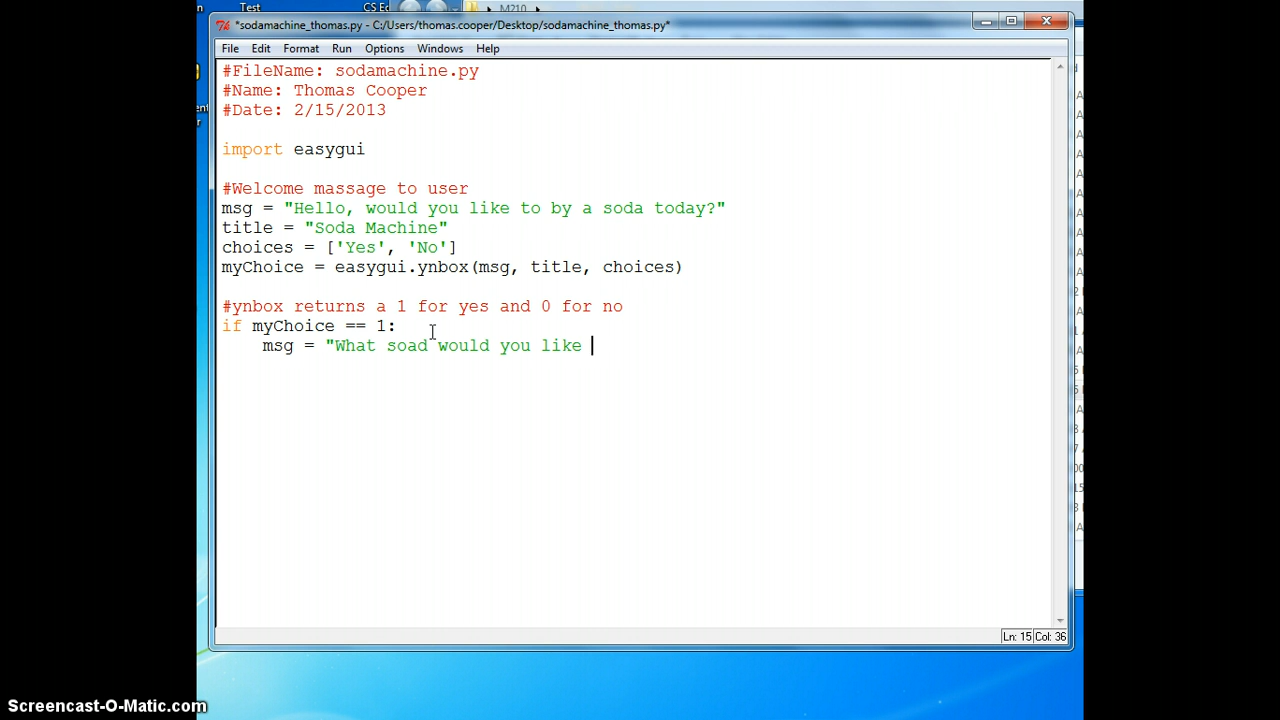 Test
CS Ed
M210
*sodamachine_thomas.py - C:/Users/thomas.cooper/Desktop/sodamachine_thomas.py*
File Edit Format Run Options Windows Help
#FileName: sodamachine.py
#Name: Thomas Cooper
#Date: 2/15/2013
import easygui
#Welcome massage to user
msg = "Hello, would you like to by a soda today?"
title = "Soda Machine"
choices = ['Yes', 'No']
myChoice = easygui.ynbox(msg, title, choices)
#ynbox returns a 1 for yes and 0 for no
if myChoice == 1:
    msg = "What soad would you like
Ln: 15 Col: 36
Screencast-O-Matic.com